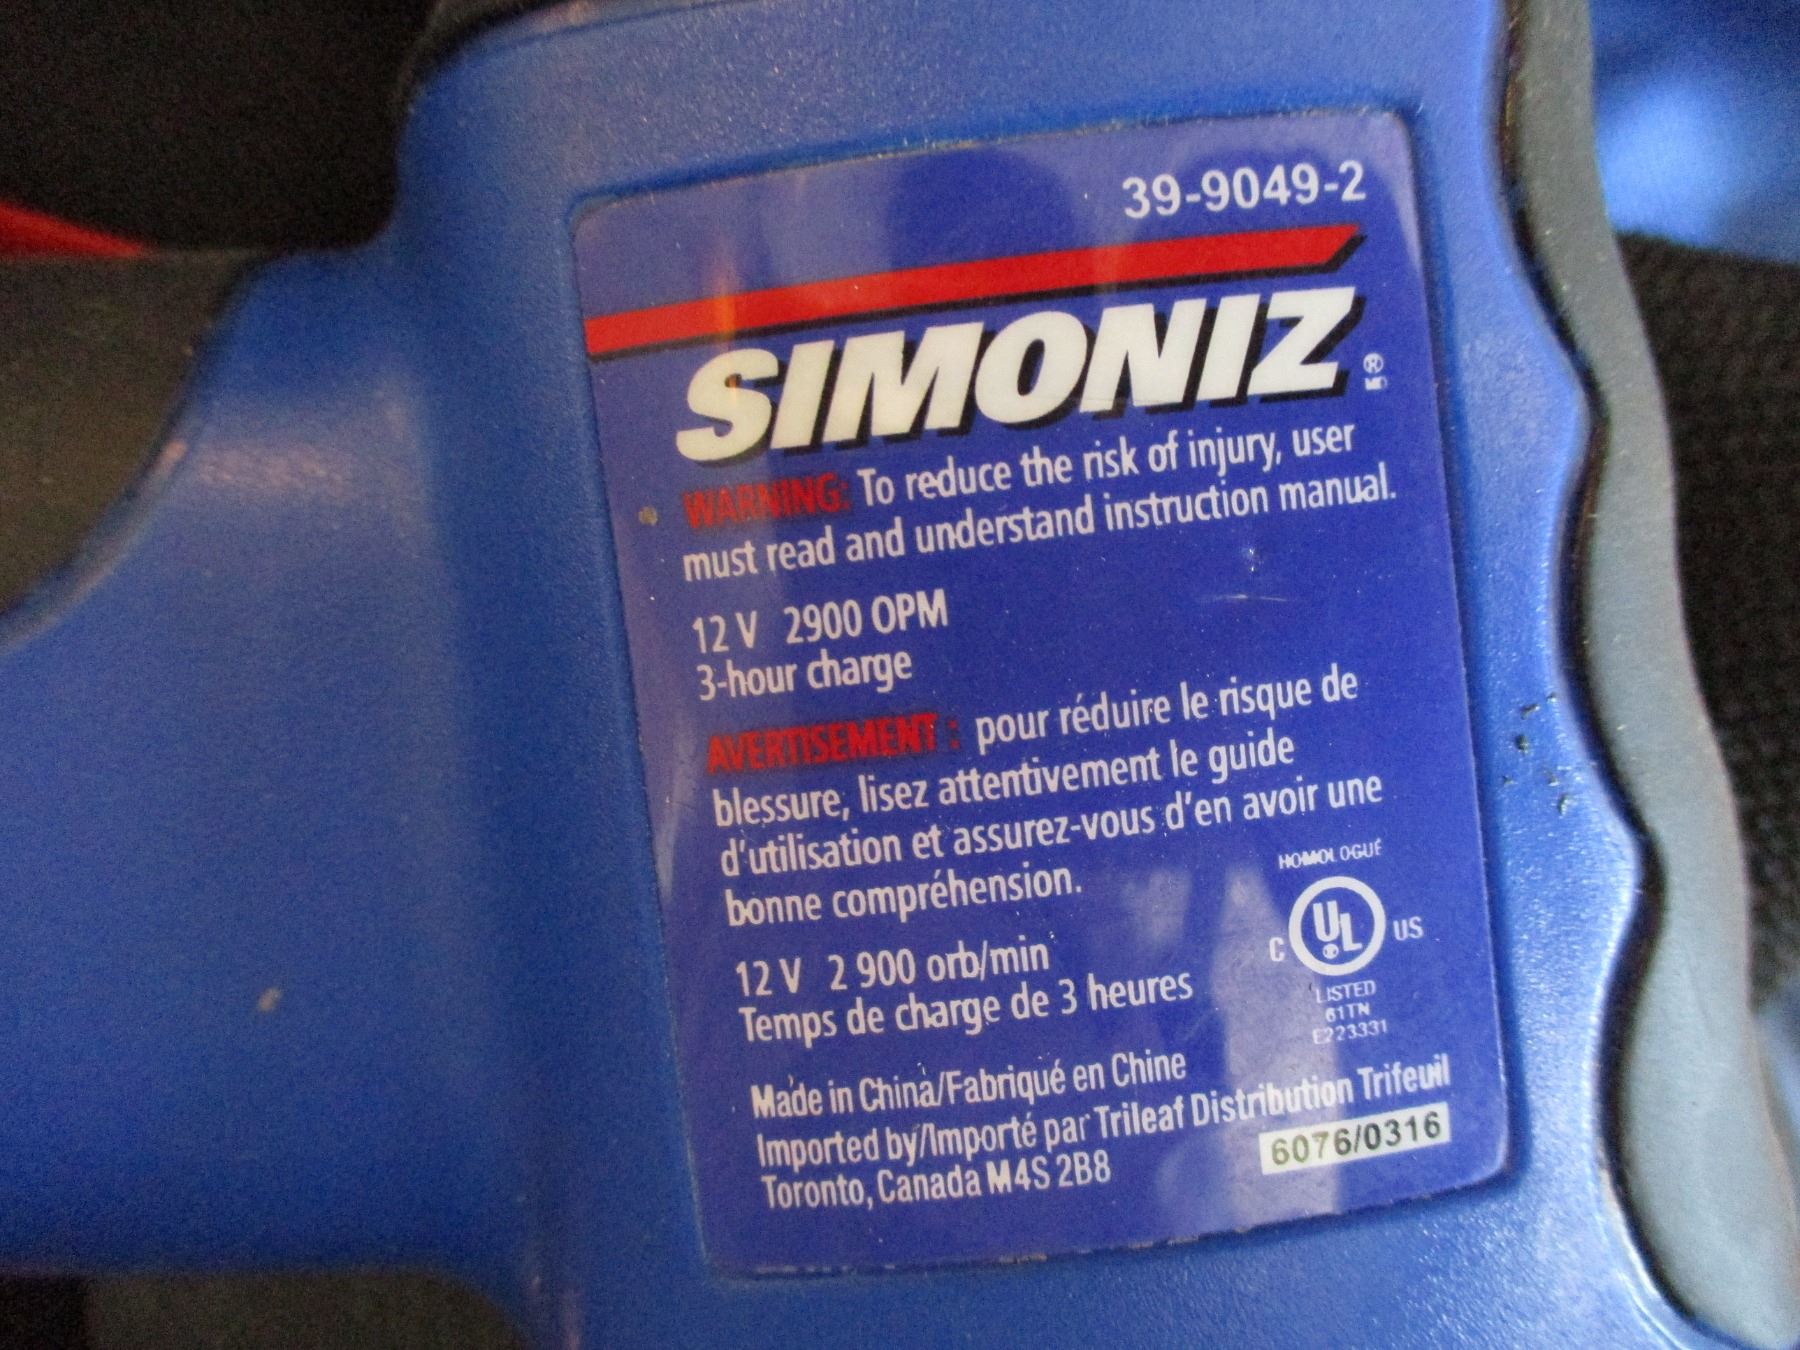 39-9049-2
SIMONIZ ®
MD
WARNING: To reduce the risk of injury, user
must read and understand instruction manual.
12 V 2900 OPM
3-hour charge
AVERTISEMENT : pour réduire le risque de
blessure, lisez attentivement le guide
d'utilisation et assurez-vous d'en avoir une
bonne compréhension.
12 V 2 900 orb/min
Temps de charge de 3 heures
HOMOLOGUÉ
C UL US
LISTED
61TN
E223331
Made in China/Fabriqué en Chine
Imported by/Importé par Trileaf Distribution Trifeuil
Toronto, Canada M4S 2B8
6076/0316